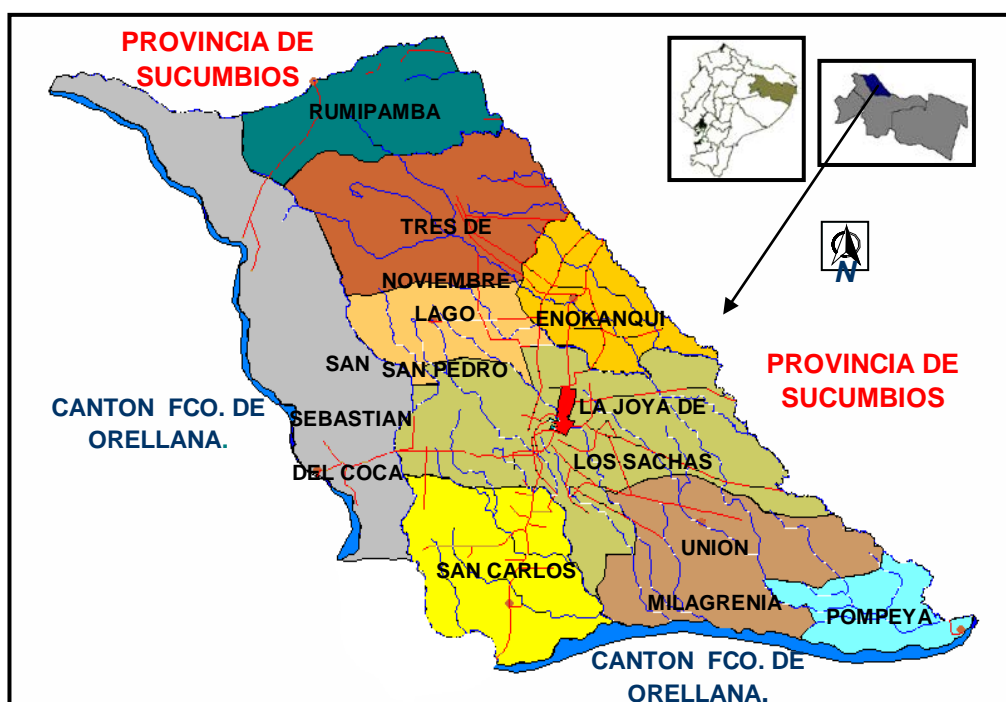 PROVINCIA DE
SUCUMBIOS
RUMIPAMBA
TRES DE
NOVIEMBRE
LAGO
SAN PEDRO
ENOKANQUI
SAN
SEBASTIAN
DEL COCA
LA JOYA DE
LOS SACHAS
PROVINCIA DE
SUCUMBIOS
CANTON FCO. DE
ORELLANA.
SAN CARLOS
UNION
MILAGRENIA
POMPEYA
CANTON FCO. DE
ORELLANA.
N